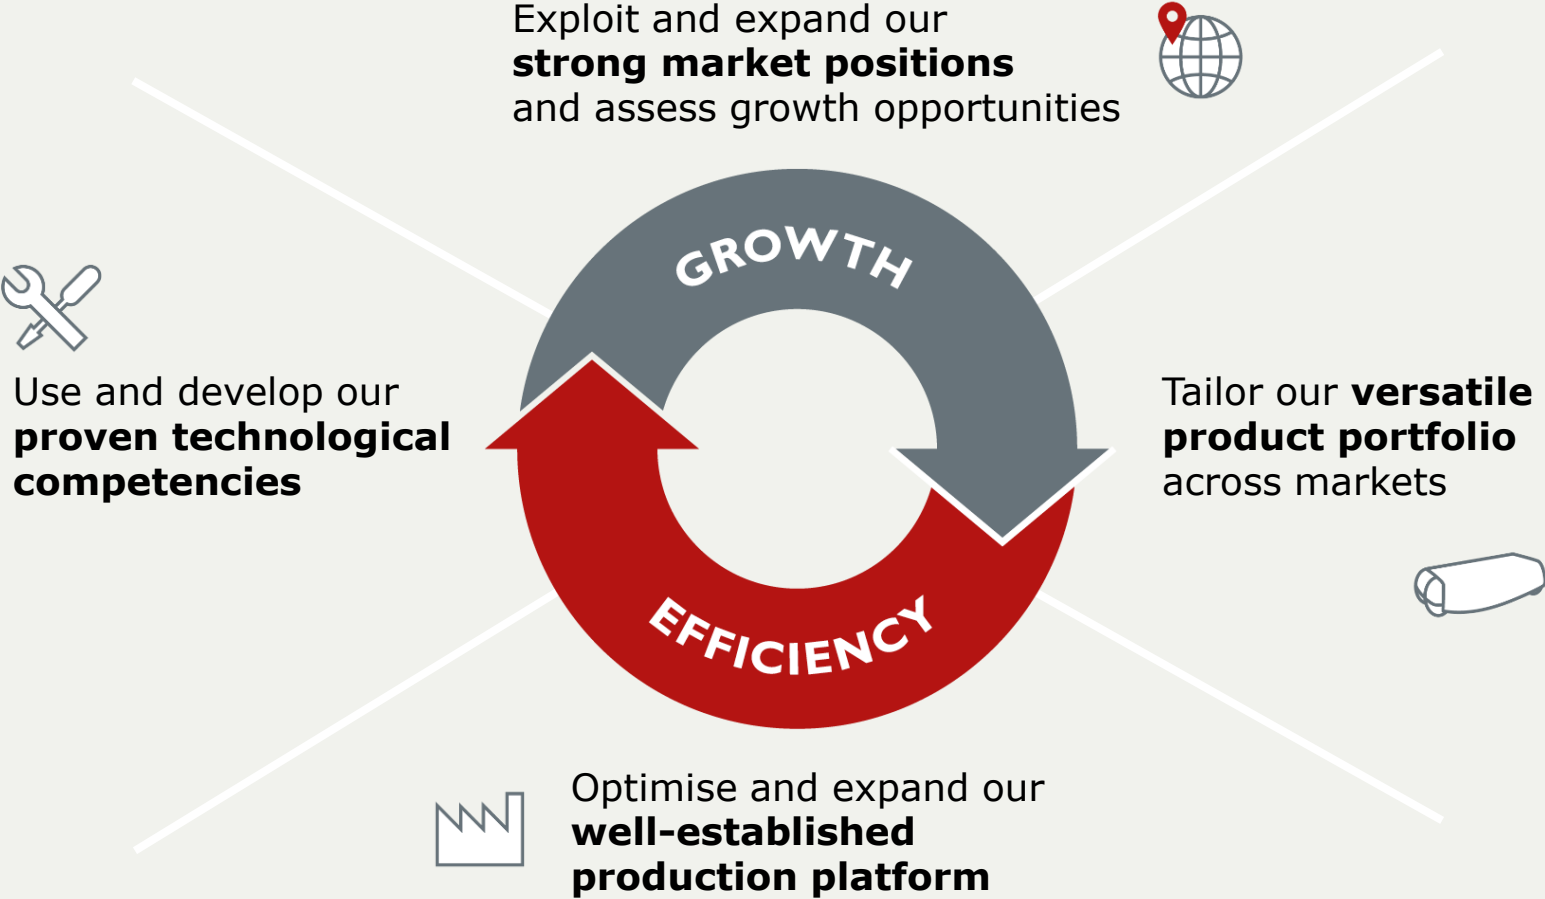 Exploit and expand our
strong market positions
and assess growth opportunities
GROWTH
Use and develop our
proven technological
competencies
Tailor our versatile
product portfolio
across markets
EFFICIENCY
Optimise and expand our
well-established
production platform